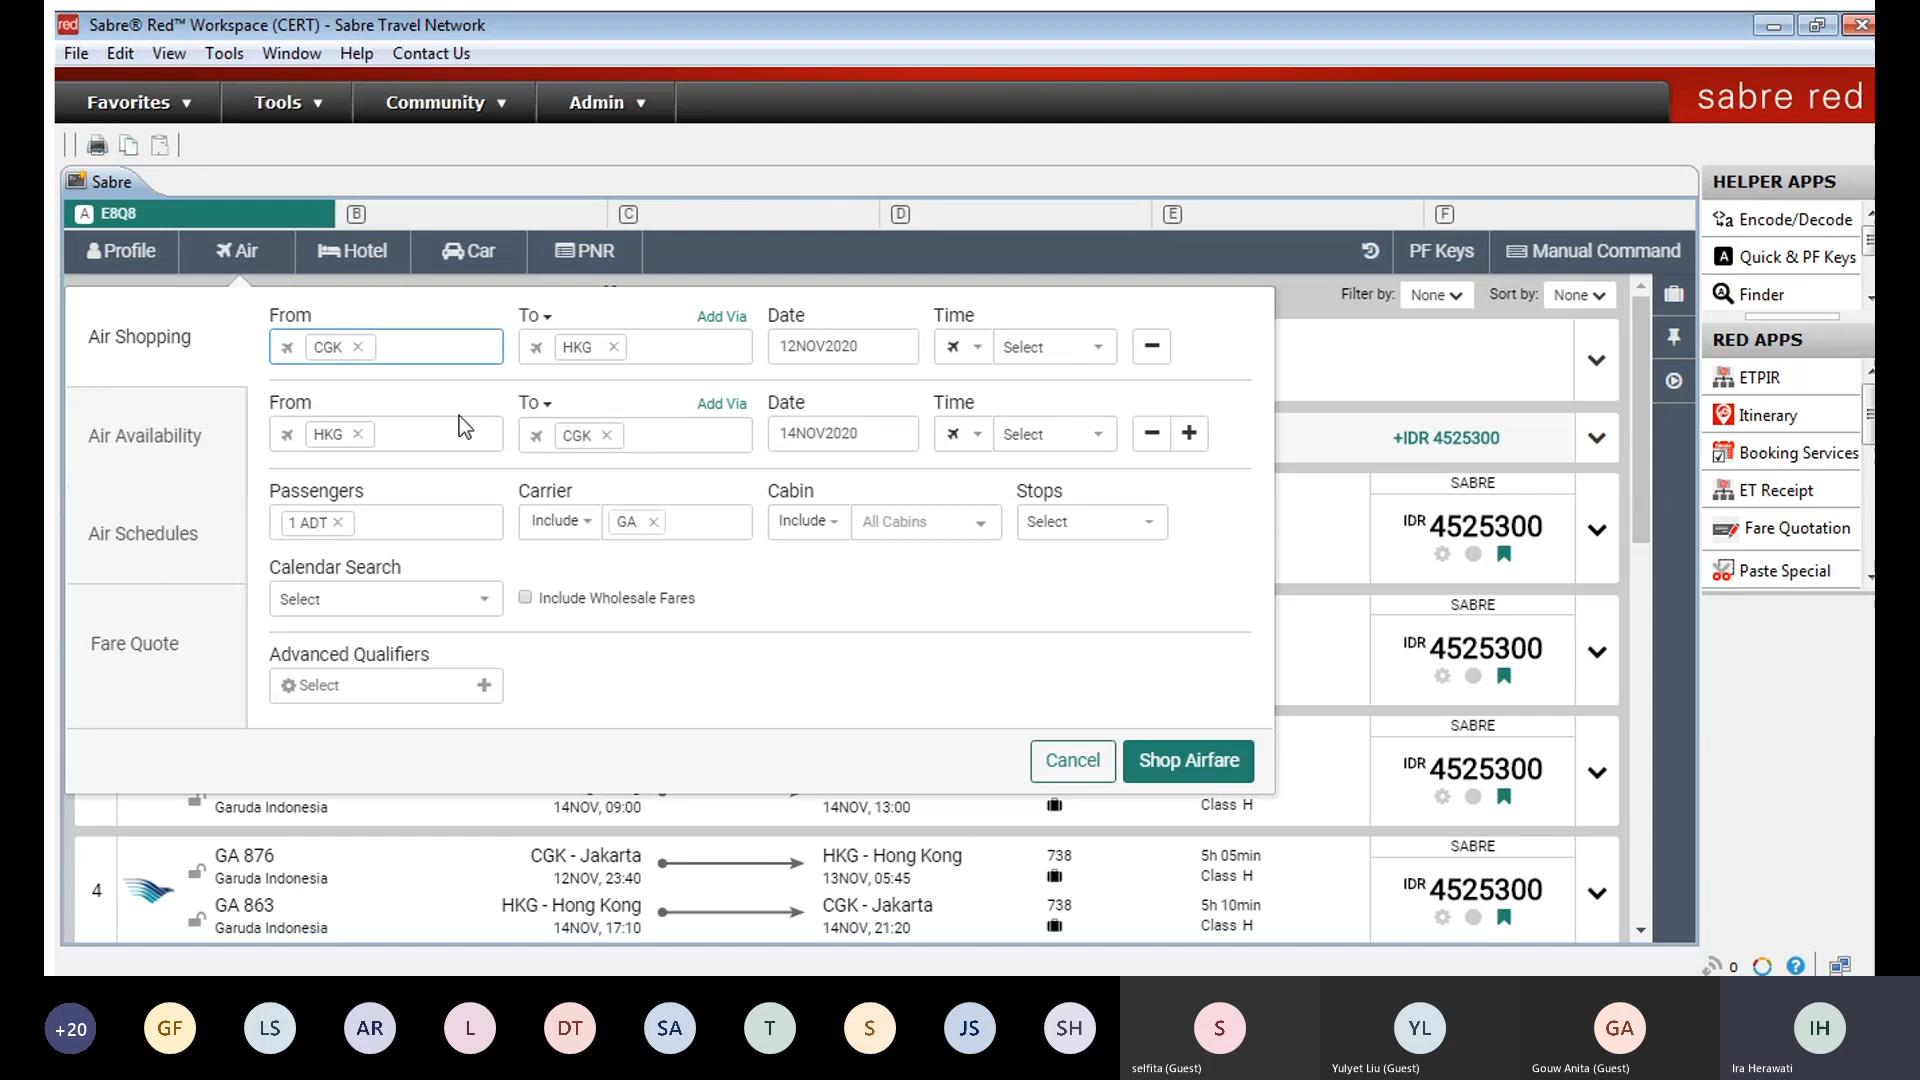 red Sabre® Red™ Workspace (CERT) - Sabre Travel Network
File Edit View Tools Window Help Contact Us
Favorites ▼ Tools ▼ Community ▼ Admin ▼ sabre red
Sabre
A E8Q8 B C D E F
Profile Air Hotel Car PNR PF Keys Manual Command
Filter by: None Sort by: None
Air Shopping
Air Availability
Air Schedules
Fare Quote
From To Add Via Date Time
CGK × HKG × 12NOV2020 Select −
From To Add Via Date Time
HKG × CGK × 14NOV2020 Select − +
Passengers Carrier Cabin Stops
1 ADT × Include GA × Include All Cabins Select
Calendar Search
Select Include Wholesale Fares
Advanced Qualifiers
Select +
Cancel Shop Airfare
+IDR 4525300
SABRE
IDR 4525300
SABRE
IDR 4525300
SABRE
IDR 4525300
Garuda Indonesia 14NOV, 09:00 14NOV, 13:00 Class H
4
GA 876 CGK - Jakarta HKG - Hong Kong 738 5h 05min
Garuda Indonesia 12NOV, 23:40 13NOV, 05:45 Class H
GA 863 HKG - Hong Kong CGK - Jakarta 738 5h 10min
Garuda Indonesia 14NOV, 17:10 14NOV, 21:20 Class H
SABRE
IDR 4525300
HELPER APPS
Encode/Decode
A Quick & PF Keys
Finder
RED APPS
ETPIR
Itinerary
Booking Services
ET Receipt
Fare Quotation
Paste Special
0 ?
+20 GF LS AR L DT SA T S JS SH S YL GA IH
selfita (Guest) Yulyet Liu (Guest) Gouw Anita (Guest) Ira Herawati